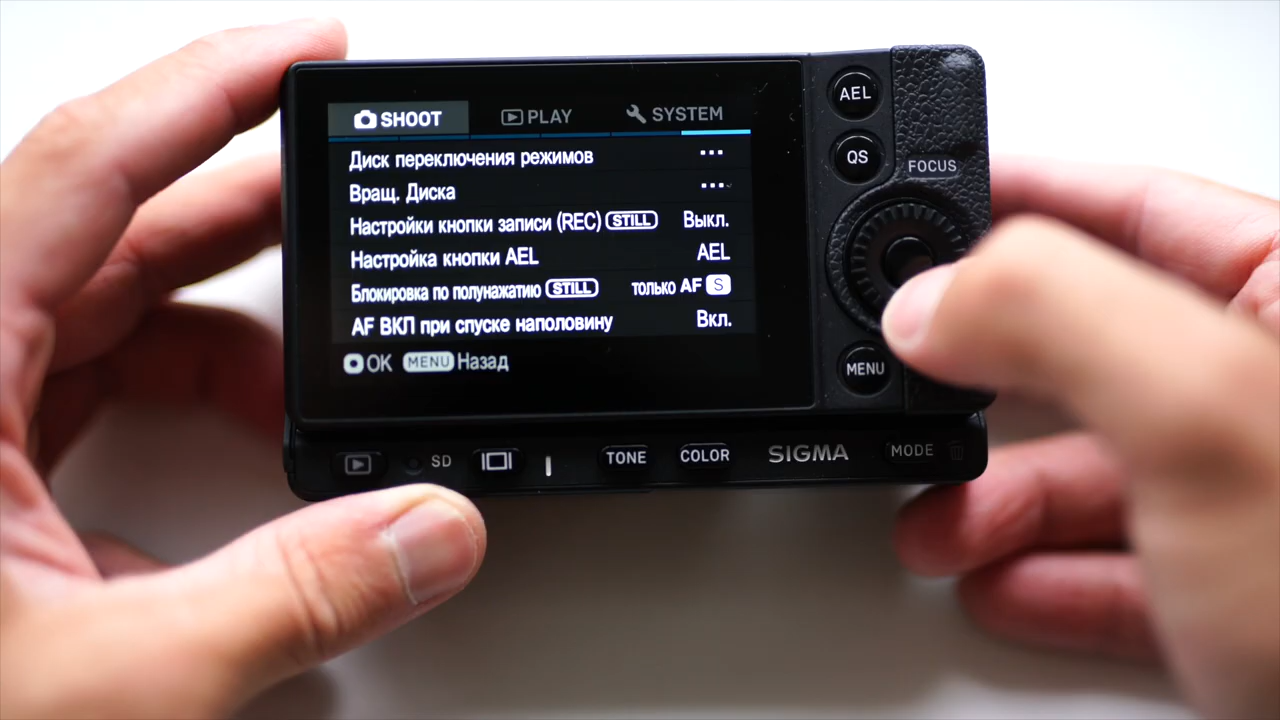 SHOOT PLAY SYSTEM
Диск переключения режимов ...
Вращ. Диска ...
Настройки кнопки записи (REC) STILL Выкл.
Настройка кнопки AEL AEL
Блокировка по полунажатию STILL только AF S
AF ВКЛ при спуске наполовину Вкл.
OK MENU Назад
AEL
QS
FOCUS
MENU
SD TONE COLOR SIGMA MODE